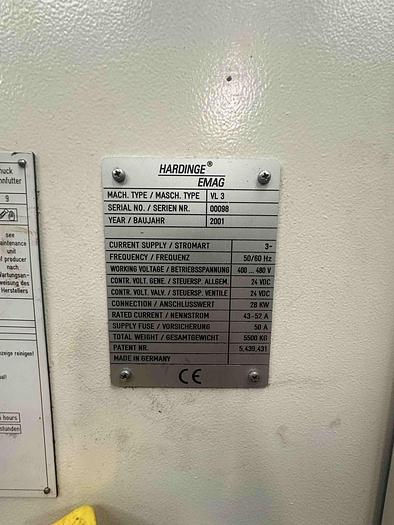 HARDINGE®
EMAG
MACH. TYPE / MASCH. TYPE VL 3
SERIAL NO. / SERIEN NR. 00098
YEAR / BAUJAHR 2001
CURRENT SUPPLY / STROMART 3~
FREQUENCY / FREQUENZ 50/60 Hz
WORKING VOLTAGE / BETRIEBSSPANNUNG 400 ... 480 V
CONTR. VOLT. GENE. / STEUERSP. ALLGEM. 24 VDC
CONTR. VOLT. VALV. / STEUERSP. VENTILE 24 VDC
CONNECTION / ANSCHLUSSWERT 28 KW
RATED CURRENT / NENNSTROM 43-52 A
SUPPLY FUSE / VORSICHERUNG 50 A
TOTAL WEIGHT / GESAMTGEWICHT 5500 KG
PATENT NR. 5,439,431
MADE IN GERMANY
CE
9
see
unit
producer
nach
hours
stunden